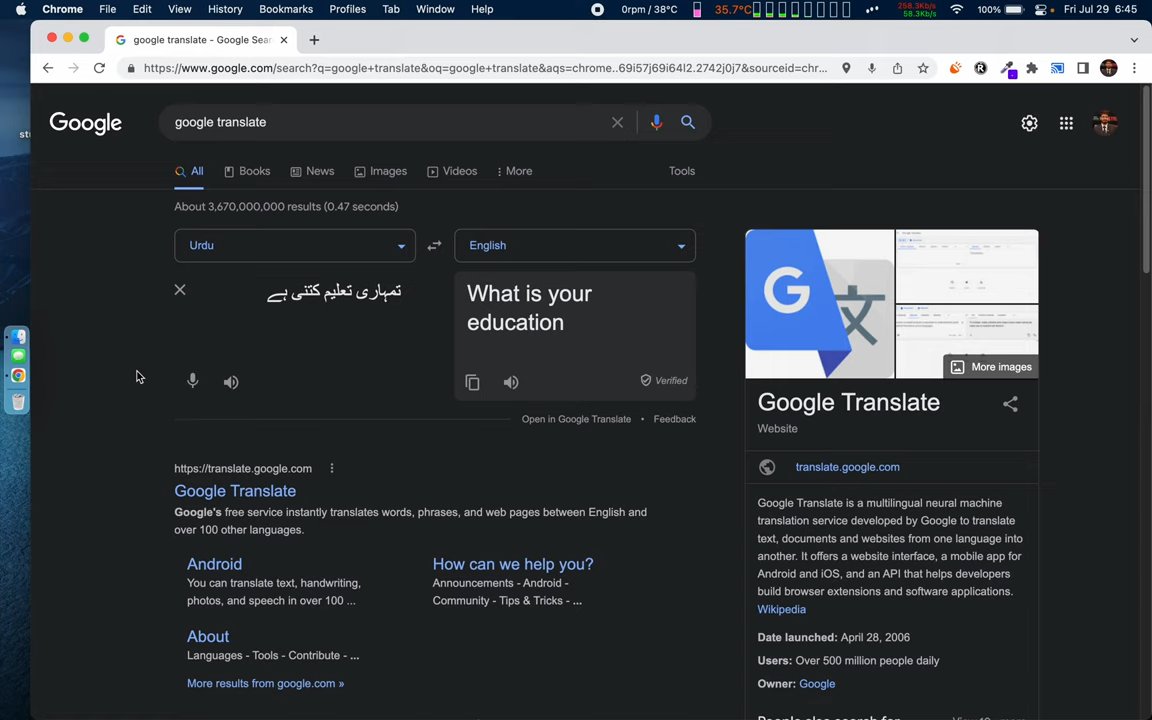 Chrome File Edit View History Bookmarks Profiles Tab Window Help 0rpm / 38°C 35.7°C 258.3Kb/s 58.3Kb/s 100% Fri Jul 29 6:45
google translate - Google Sear
https://www.google.com/search?q=google+translate&oq=google+translate&aqs=chrome..69i57j69i64l2.2742j0j7&sourceid=chr...
Google
google translate
All Books News Images Videos More Tools
About 3,670,000,000 results (0.47 seconds)
Urdu English
تمہاری تعلیم کتنی ہے
What is your
education
Verified
Open in Google Translate • Feedback
https://translate.google.com
Google Translate
Google's free service instantly translates words, phrases, and web pages between English and
over 100 other languages.
Android
You can translate text, handwriting,
photos, and speech in over 100 ...
How can we help you?
Announcements - Android -
Community - Tips & Tricks - ...
About
Languages - Tools - Contribute - ...
More results from google.com »
G 文
More images
Google Translate
Website
translate.google.com
Google Translate is a multilingual neural machine
translation service developed by Google to translate
text, documents and websites from one language into
another. It offers a website interface, a mobile app for
Android and iOS, and an API that helps developers
build browser extensions and software applications.
Wikipedia
Date launched: April 28, 2006
Users: Over 500 million people daily
Owner: Google